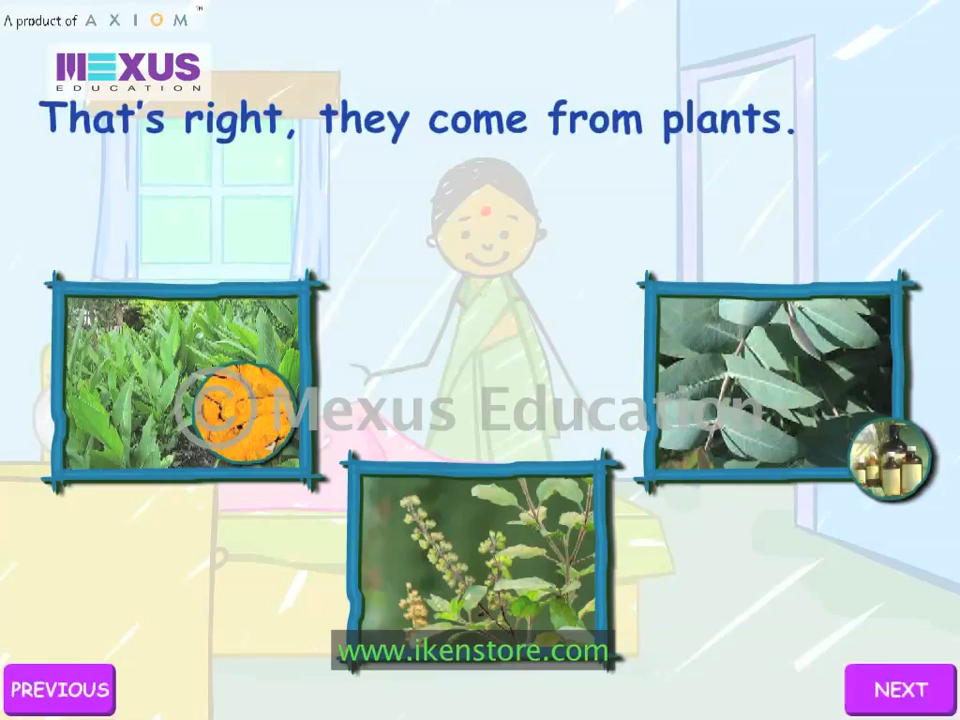 A product of AXIOM™
MEXUS
EDUCATION
That's right, they come from plants.
© Mexus Education
www.ikenstore.com
PREVIOUS
NEXT